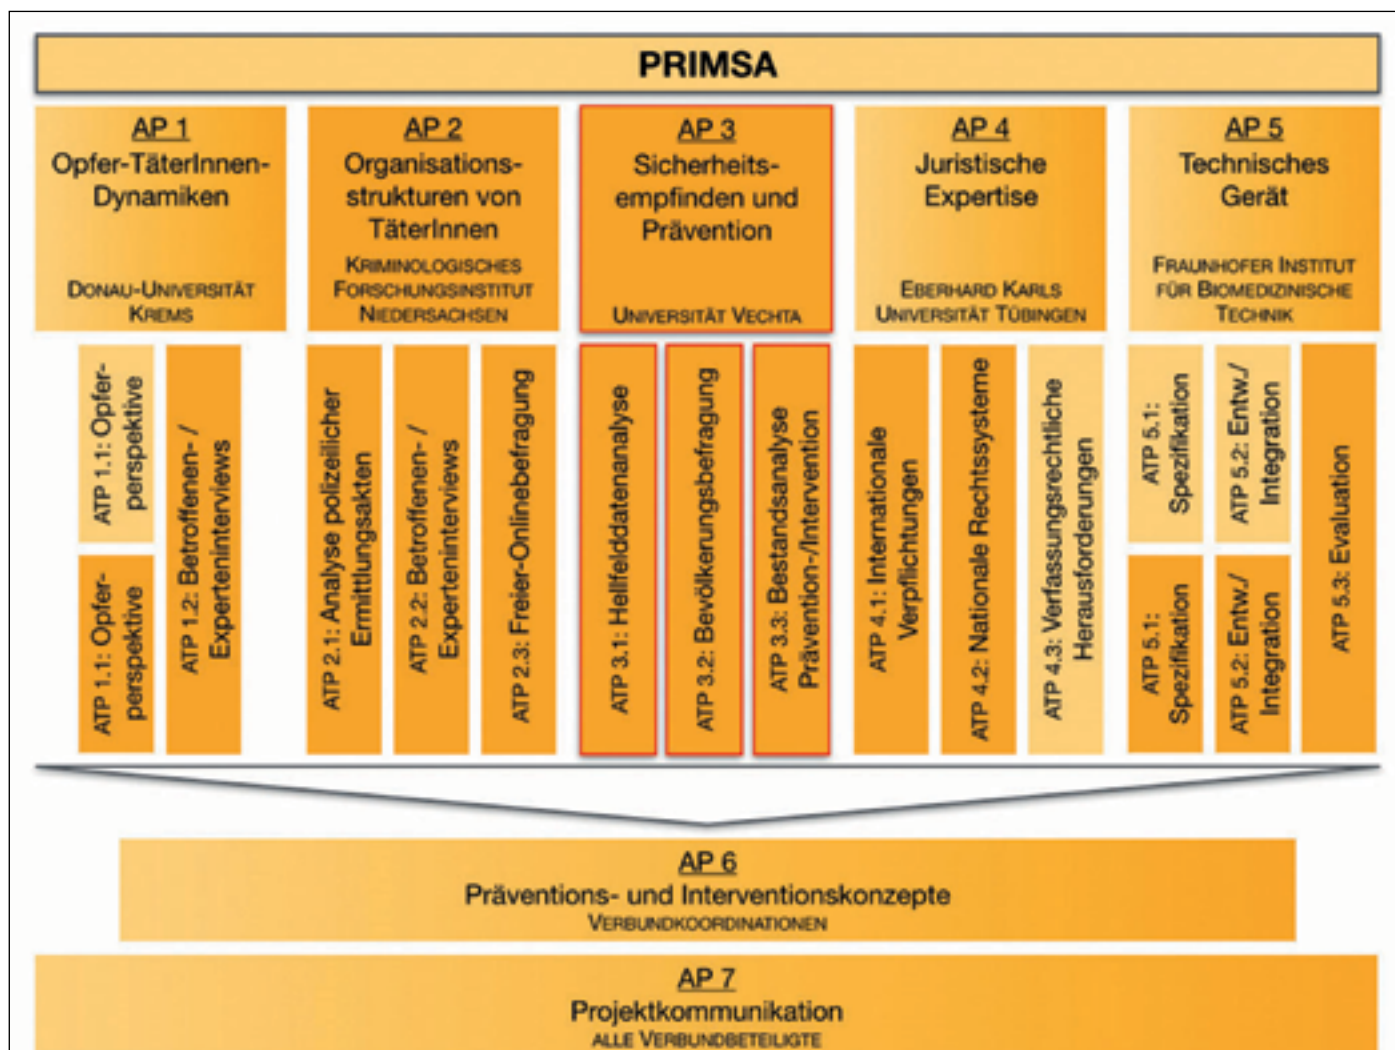 PRIMSA
AP 1
Opfer-TäterInnen-
Dynamiken
DONAU-UNIVERSITÄT
KREMS
AP 2
Organisations-
strukturen von
TäterInnen
KRIMINOLOGISCHES
FORSCHUNGSINSTITUT
NIEDERSACHSEN
AP 3
Sicherheits-
empfinden und
Prävention
UNIVERSITÄT VECHTA
AP 4
Juristische
Expertise
EBERHARD KARLS
UNIVERSITÄT TÜBINGEN
AP 5
Technisches
Gerät
FRAUNHOFER INSTITUT
FÜR BIOMEDIZINISCHE
TECHNIK
ATP 1.1: Opfer-
perspektive
ATP 1.1: Opfer-
perspektive
ATP 1.2: Betroffenen- /
Experteninterviews
ATP 2.1: Analyse polizeilicher
Ermittlungsakten
ATP 2.2: Betroffenen- /
Experteninterviews
ATP 2.3: Freier-Onlinebefragung
ATP 3.1: Hellfelddatenanalyse
ATP 3.2: Bevölkerungsbefragung
ATP 3.3: Bestandsanalyse
Prävention-/Intervention
ATP 4.1: Internationale
Verpflichtungen
ATP 4.2: Nationale Rechtssysteme
ATP 4.3: Verfassungsrechtliche
Herausforderungen
ATP 5.1:
Spezifikation
ATP 5.1:
Spezifikation
ATP 5.2: Entw./
Integration
ATP 5.2: Entw./
Integration
ATP 5.3: Evaluation
AP 6
Präventions- und Interventionskonzepte
VERBUNDKOORDINATIONEN
AP 7
Projektkommunikation
ALLE VERBUNDBETEILIGTE